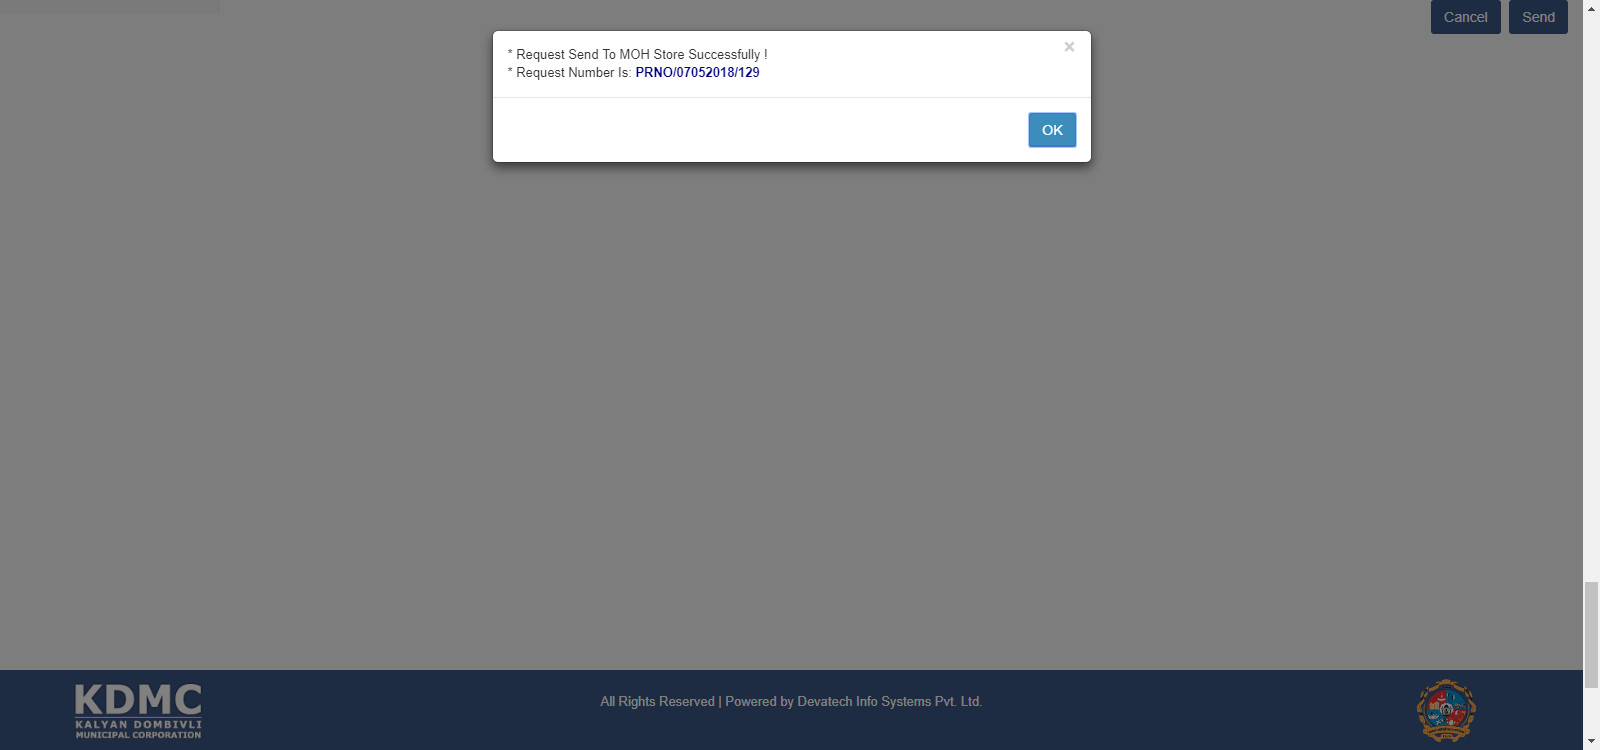 Cancel
Send
×
* Request Send To MOH Store Successfully !
* Request Number Is: PRNO/07052018/129
OK
KDMC
KALYAN DOMBIVLI
MUNICIPAL CORPORATION
All Rights Reserved | Powered by Devatech Info Systems Pvt. Ltd.